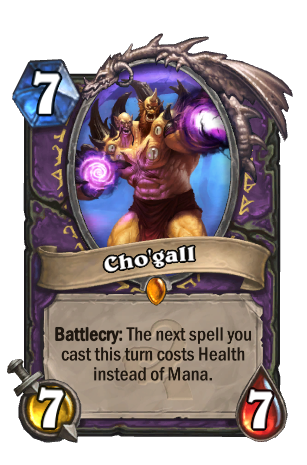 7
Cho'gall
Battlecry: The next spell you
cast this turn costs Health
instead of Mana.
7
7